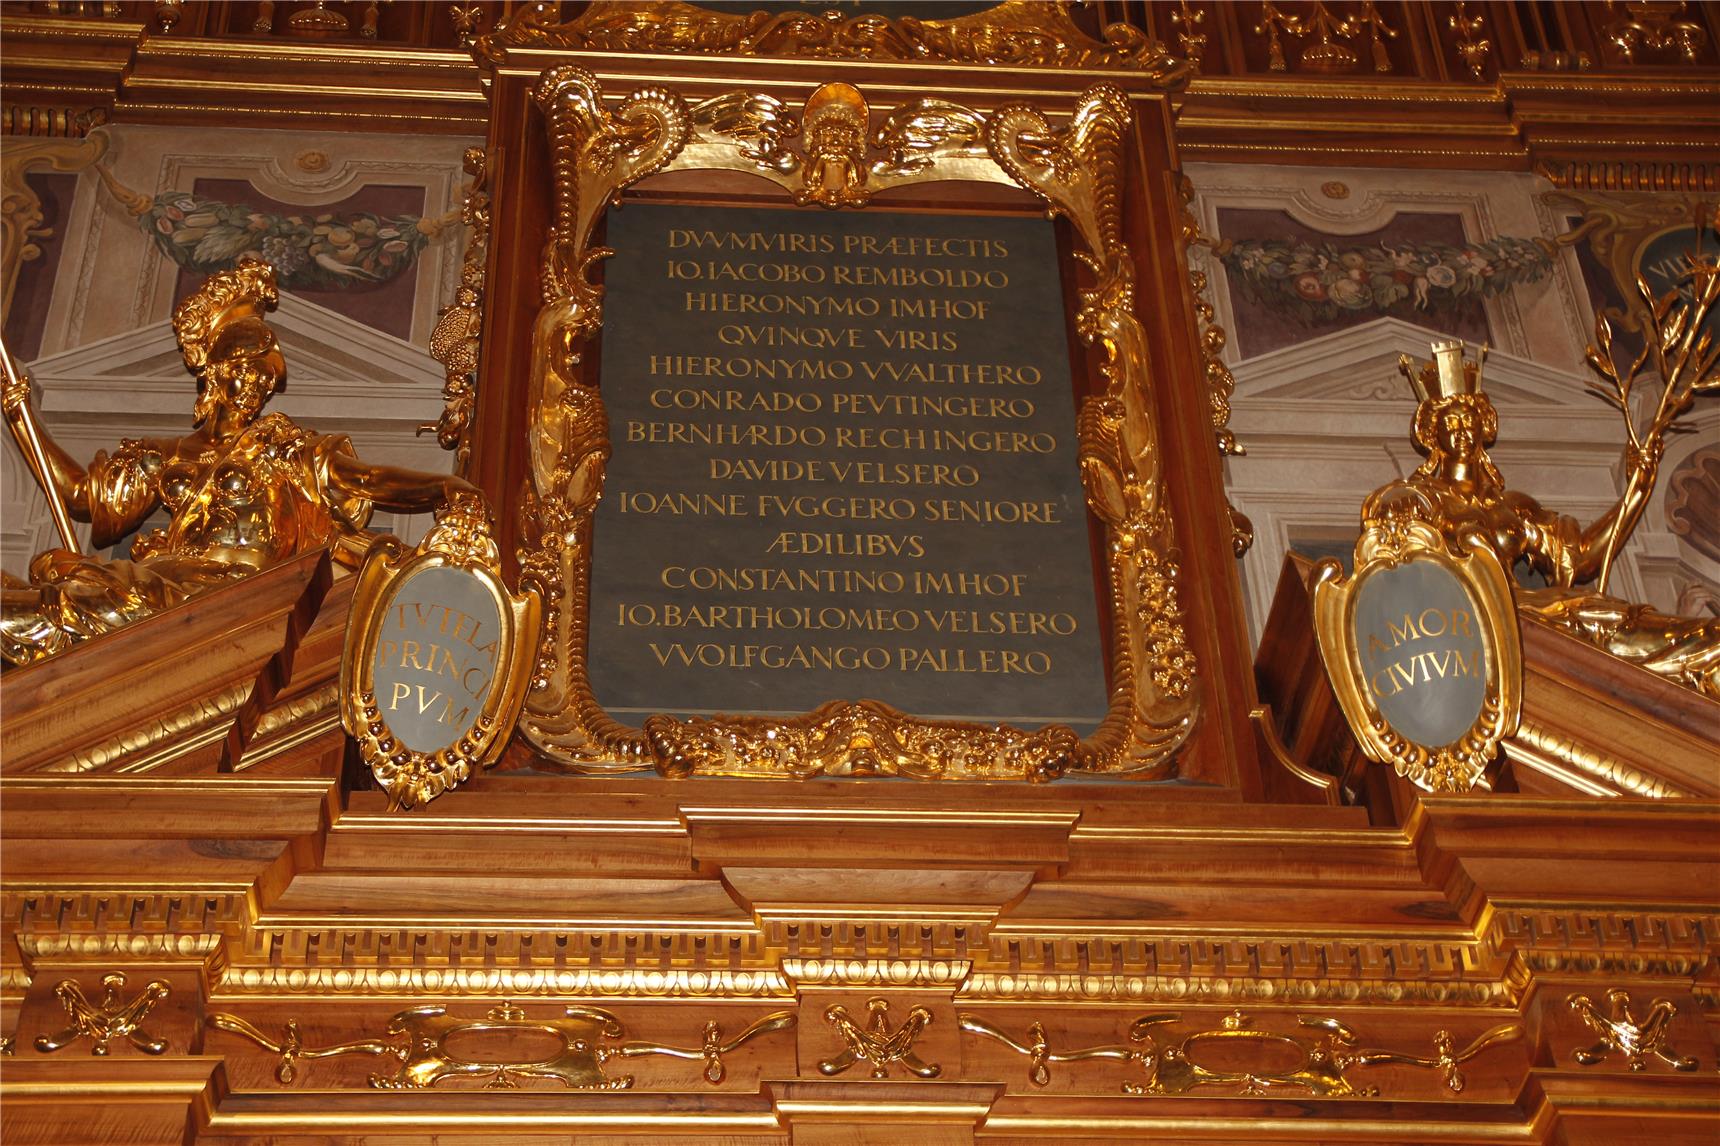 DVVMVIRIS PRÆFECTIS
IO.IACOBO REMBOLDO
HIERONYMO IMHOF
QVINQVE VIRIS
HIERONYMO VVALTHERO
CONRADO PEVTINGERO
BERNHARDO RECHINGERO
DAVIDE VELSERO
IOANNE FVGGERO SENIORE
ÆDILIBVS
CONSTANTINO IMHOF
IO.BARTHOLOMEO VELSERO
VVOLFGANGO PALLERO
TVTELA
PRINCI
PVM
AMOR
CIVIVM